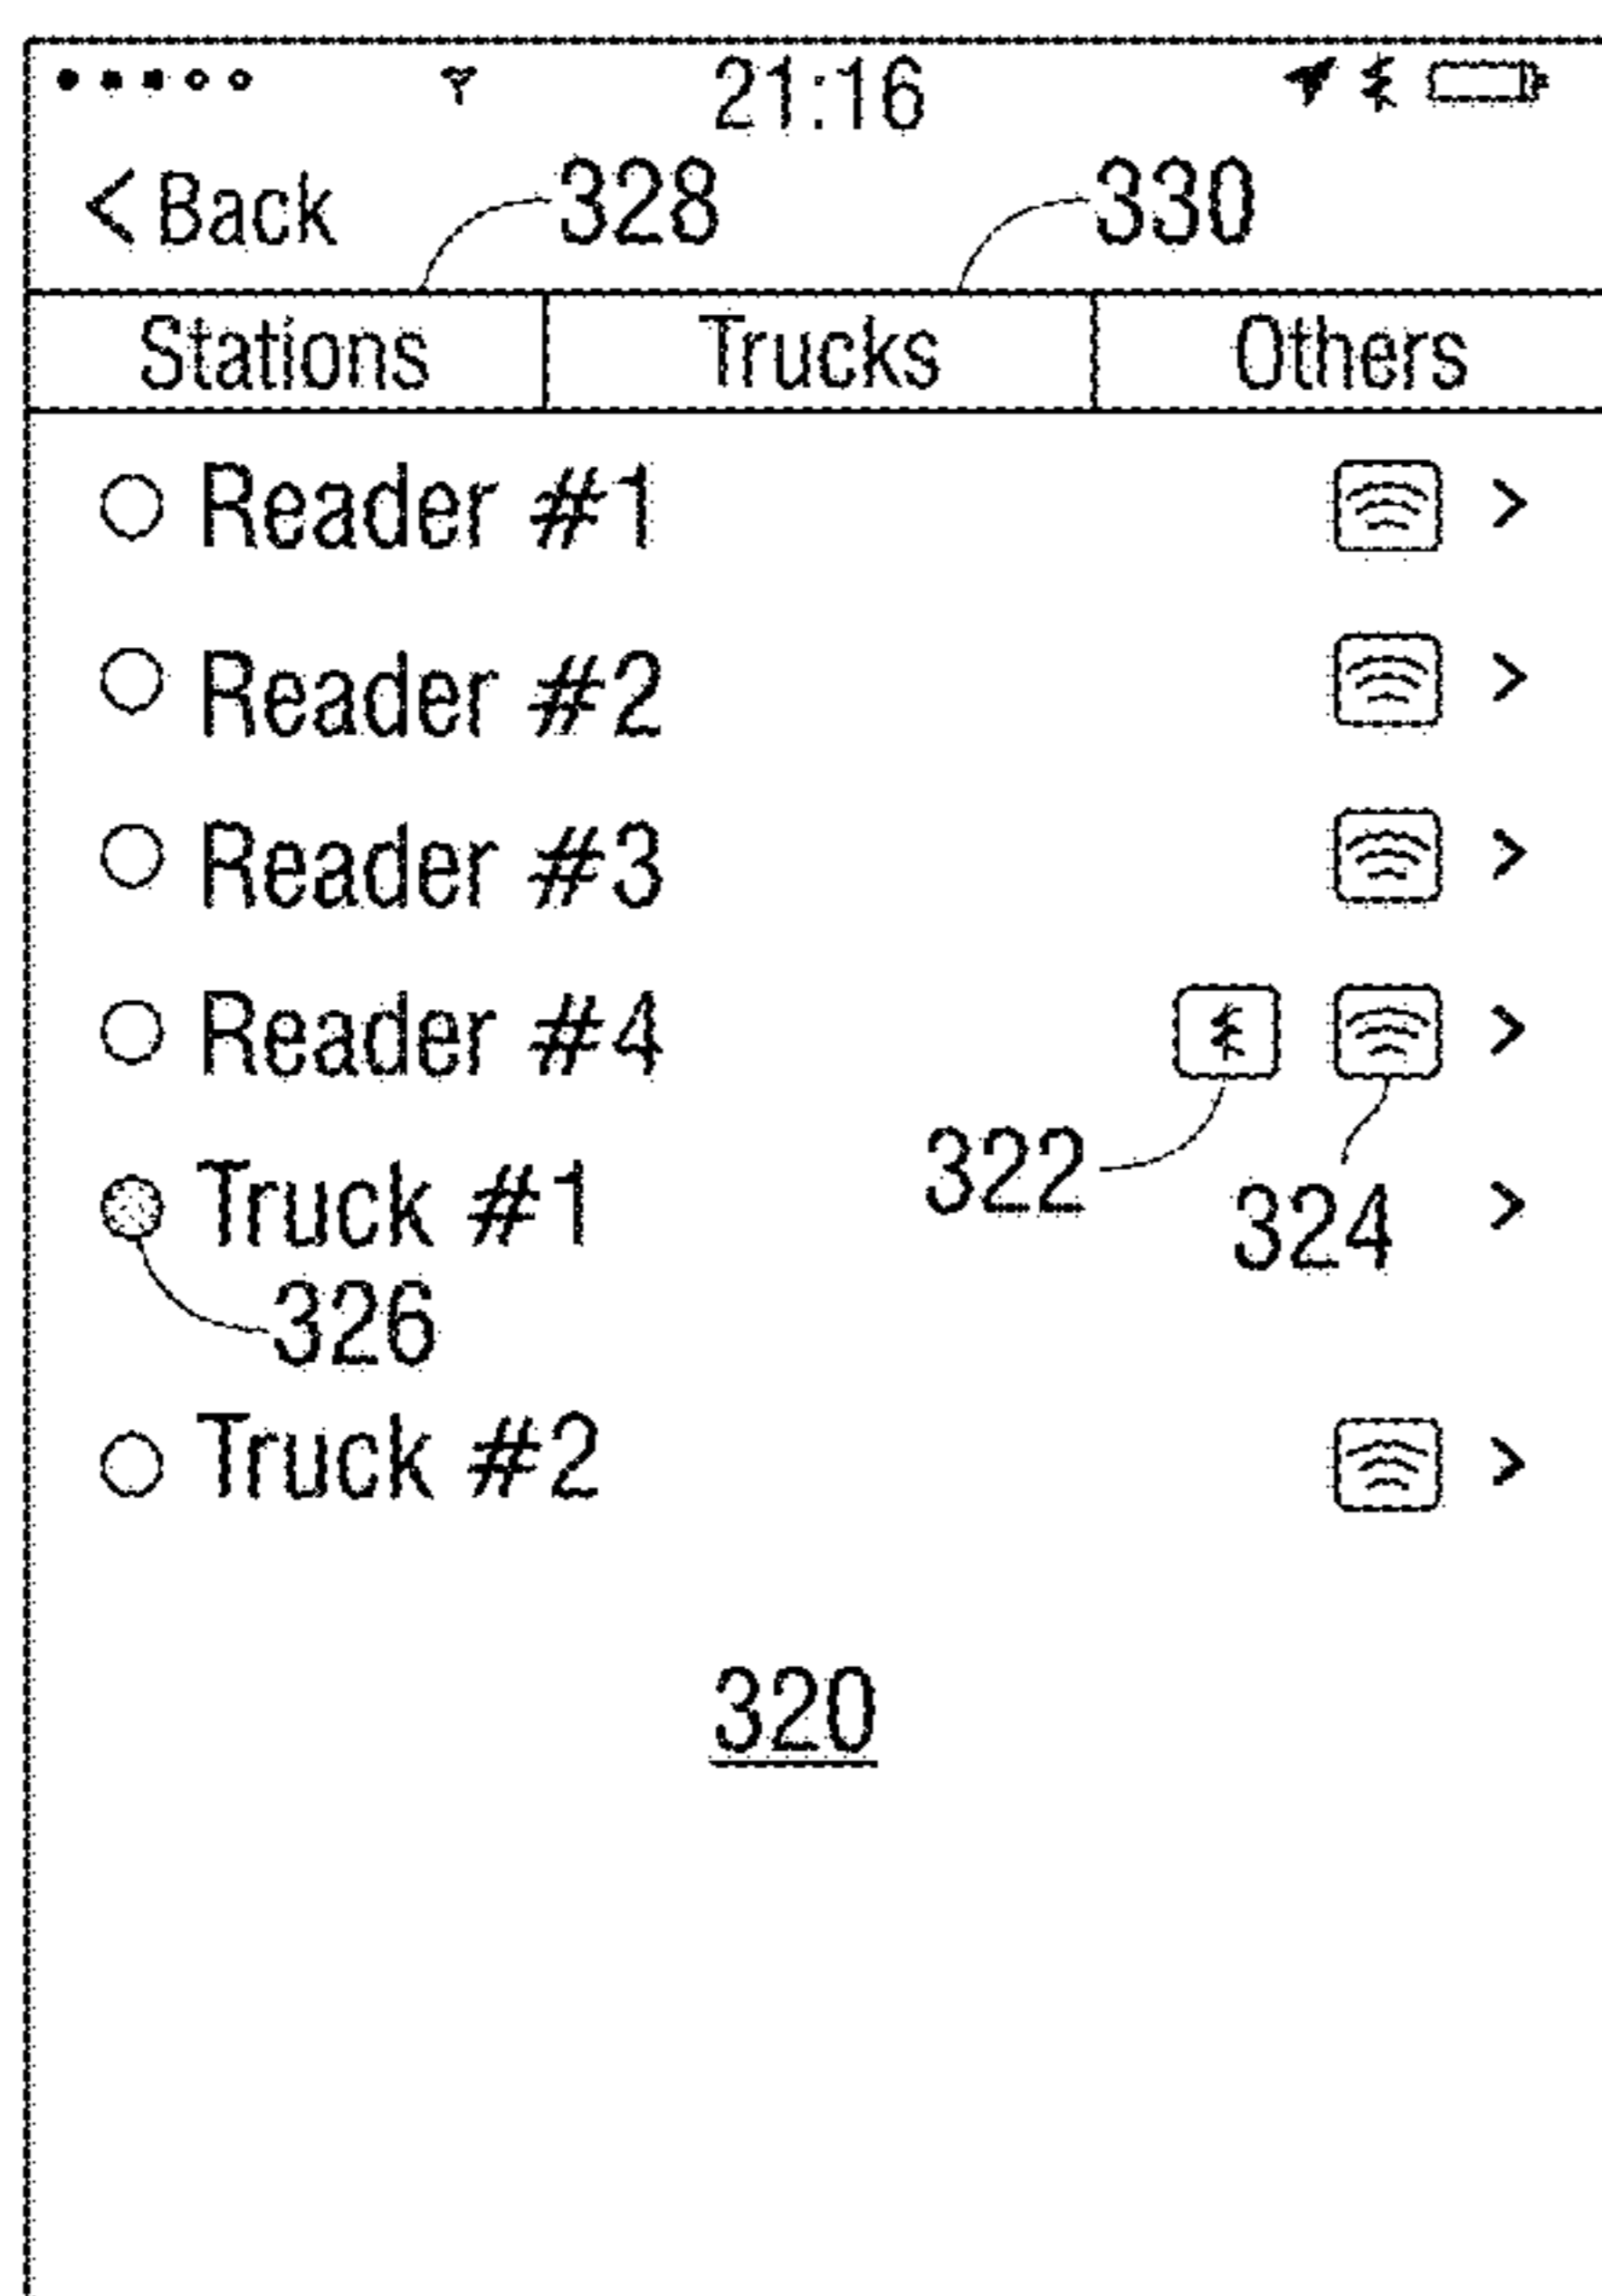 21:16
< Back 328 330
Stations Trucks Others
Reader #1 >
Reader #2 >
Reader #3 >
Reader #4 >
Truck #1 322 324 >
326
Truck #2 >
320